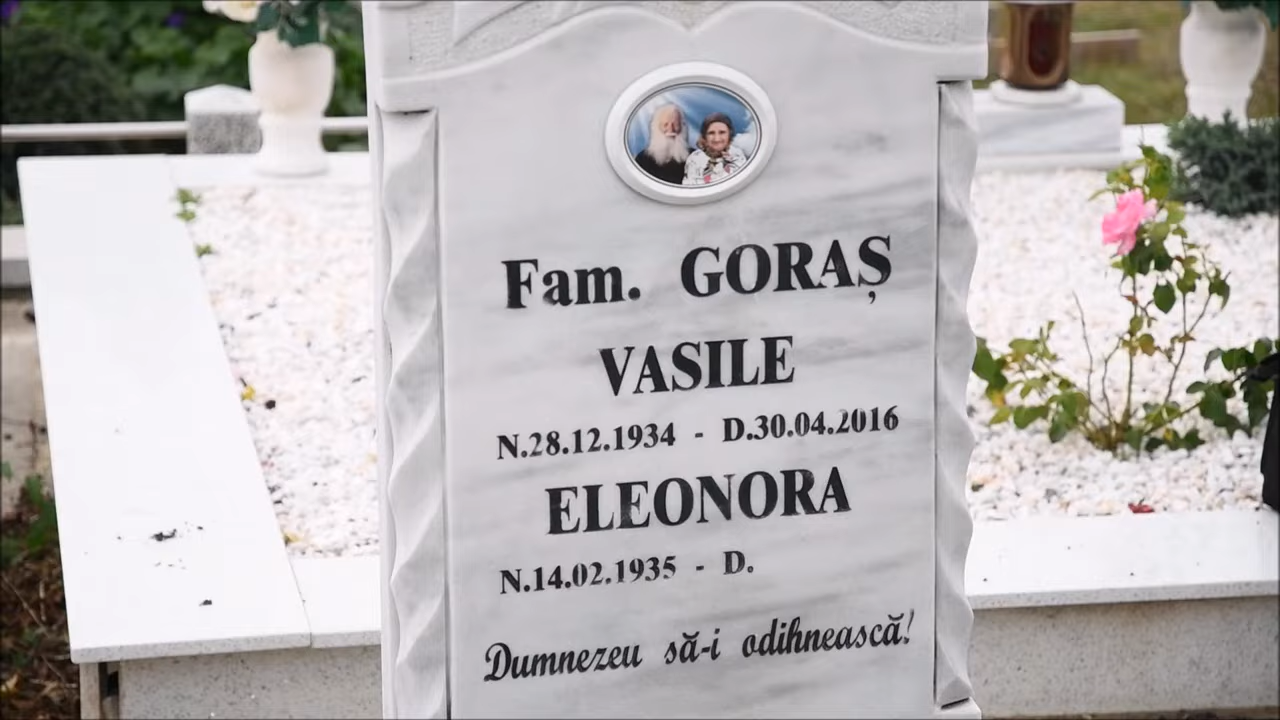 Fam. GORAȘ
VASILE
N.28.12.1934 - D.30.04.2016
ELEONORA
N.14.02.1935 - D.
Dumnezeu să-i odihnească!